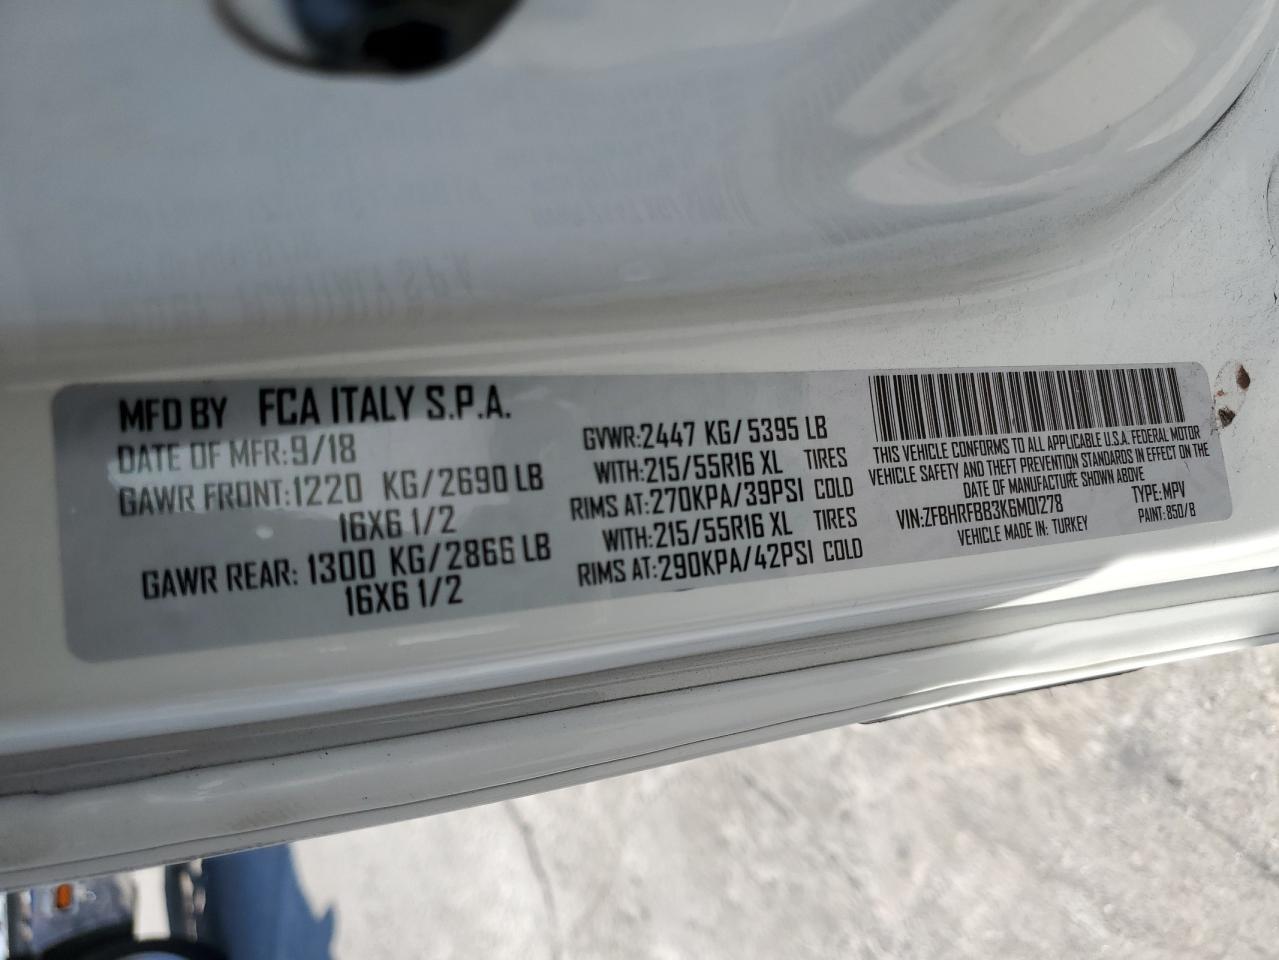 MFD BY FCA ITALY S.P.A.
DATE OF MFR:9/18
GAWR FRONT:1220 KG/2690 LB
16X6 1/2
GAWR REAR: 1300 KG/2866 LB
16X6 1/2
GVWR:2447 KG/5395 LB
WITH:215/55R16 XL TIRES
RIMS AT:270KPA/39PSI COLD
WITH:215/55R16 XL TIRES
RIMS AT:290KPA/42PSI COLD
THIS VEHICLE CONFORMS TO ALL APPLICABLE U.S.A. FEDERAL MOTOR
VEHICLE SAFETY AND THEFT PREVENTION STANDARDS IN EFFECT ON THE
DATE OF MANUFACTURE SHOWN ABOVE
VIN:ZFBHRFBB3K6M01278 TYPE:MPV
VEHICLE MADE IN: TURKEY PAINT: 850/B